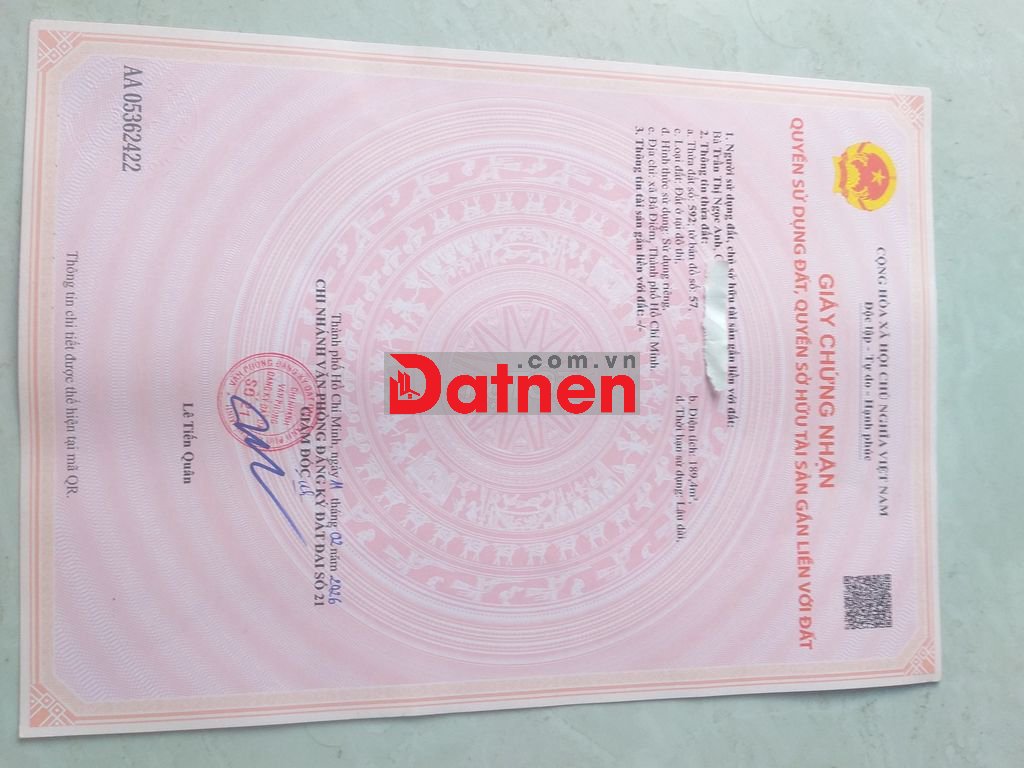 CỘNG HÒA XÃ HỘI CHỦ NGHĨA VIỆT NAM
Độc lập - Tự do - Hạnh phúc
GIẤY CHỨNG NHẬN
QUYỀN SỬ DỤNG ĐẤT, QUYỀN SỞ HỮU TÀI SẢN GẮN LIỀN VỚI ĐẤT
1. Người sử dụng đất, chủ sở hữu tài sản gắn liền với đất:
Bà Trần Thị Ngọc Anh, C
2. Thông tin thửa đất:
a. Thửa đất số: 592; tờ bản đồ số: 57. b. Diện tích: 189,4m².
c. Loại đất: Đất ở tại đô thị.
d. Thời hạn sử dụng: Lâu dài.
đ. Hình thức sử dụng: Sử dụng riêng.
e. Địa chỉ: xã Bà Điểm, Thành phố Hồ Chí Minh.
3. Thông tin tài sản gắn liền với đất: -/-
Thành phố Hồ Chí Minh, ngày 11 tháng 02 năm 2026
CHI NHÁNH VĂN PHÒNG ĐĂNG KÝ ĐẤT ĐAI SỐ 21
GIÁM ĐỐC
CHI NHÁNH
VĂN PHÒNG
ĐĂNG KÝ
Lê Tiến Quân
Thông tin chi tiết được thể hiện tại mã QR.
AA 05362422
.com.vn
Datnen